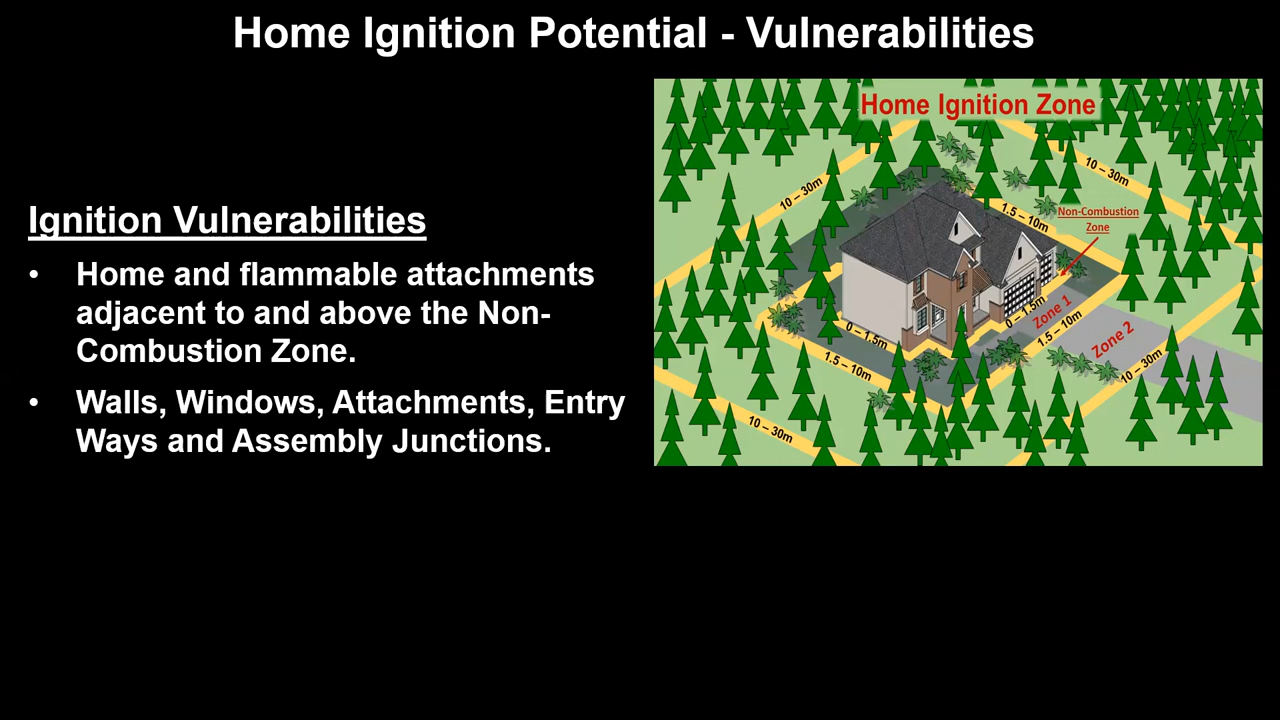 Home Ignition Potential - Vulnerabilities
Ignition Vulnerabilities
• Home and flammable attachments
adjacent to and above the Non-
Combustion Zone.
• Walls, Windows, Attachments, Entry
Ways and Assembly Junctions.
Home Ignition Zone
10 – 30m
10 – 30m
1.5 – 10m
Non-Combustion
Zone
0 – 1.5m
0 – 1.5m
Zone 1
1.5 – 10m
Zone 2
1.5 – 10m
10 – 30m
10 – 30m